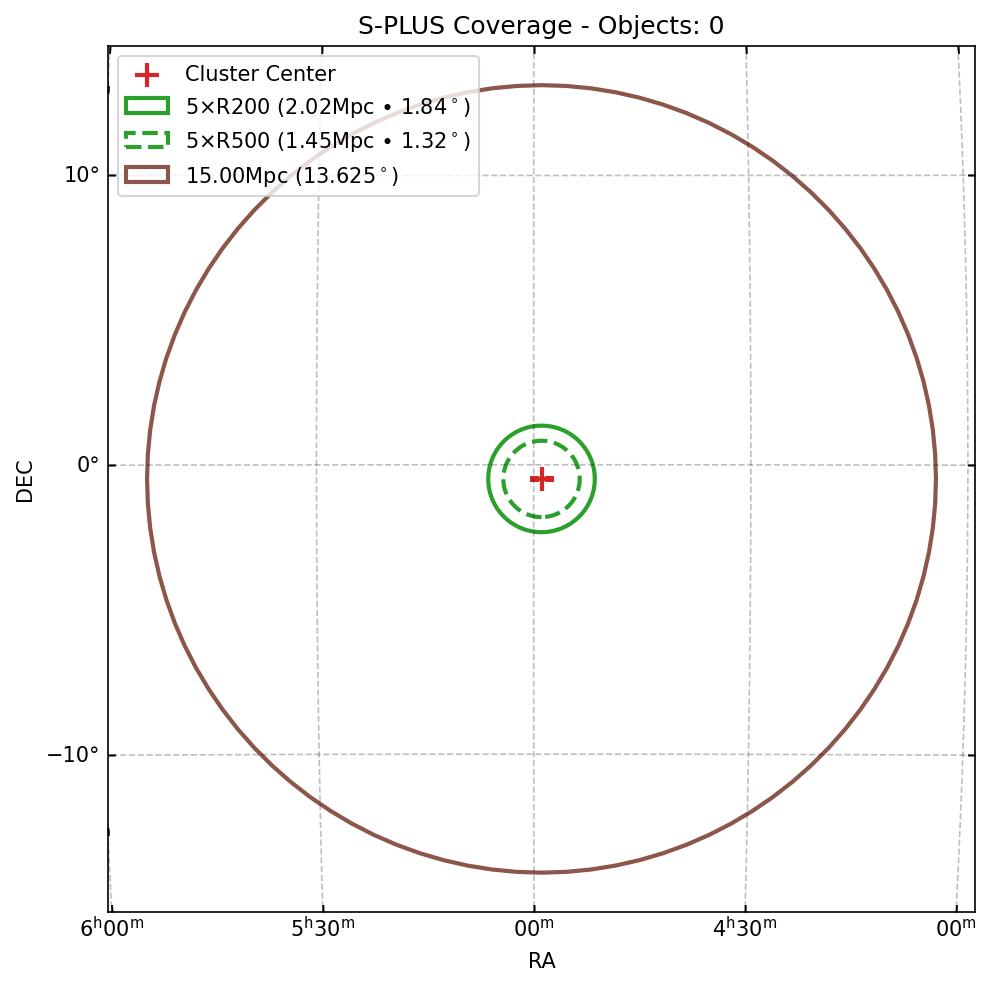 S-PLUS Coverage - Objects: 0
Cluster Center
5×R200 (2.02Mpc • 1.84°)
5×R500 (1.45Mpc • 1.32°)
15.00Mpc (13.625°)
10°
0°
−10°
DEC
6ʰ00ᵐ 5ʰ30ᵐ 00ᵐ 4ʰ30ᵐ 00ᵐ
RA